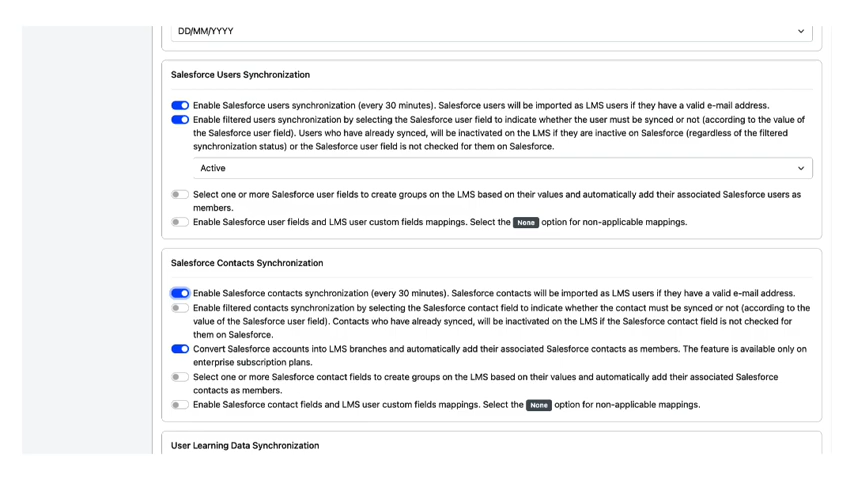 DD/MM/YYYY
Salesforce Users Synchronization
Enable Salesforce users synchronization (every 30 minutes). Salesforce users will be imported as LMS users if they have a valid e-mail address.
Enable filtered users synchronization by selecting the Salesforce user field to indicate whether the user must be synced or not (according to the value of
the Salesforce user field). Users who have already synced, will be inactivated on the LMS if they are inactive on Salesforce (regardless of the filtered
synchronization status) or the Salesforce user field is not checked for them on Salesforce.
Active
Select one or more Salesforce user fields to create groups on the LMS based on their values and automatically add their associated Salesforce users as
members.
Enable Salesforce user fields and LMS user custom fields mappings. Select the None option for non-applicable mappings.
Salesforce Contacts Synchronization
Enable Salesforce contacts synchronization (every 30 minutes). Salesforce contacts will be imported as LMS users if they have a valid e-mail address.
Enable filtered contacts synchronization by selecting the Salesforce contact field to indicate whether the contact must be synced or not (according to the
value of the Salesforce user field). Contacts who have already synced, will be inactivated on the LMS if the Salesforce contact field is not checked for
them on Salesforce.
Convert Salesforce accounts into LMS branches and automatically add their associated Salesforce contacts as members. The feature is available only on
enterprise subscription plans.
Select one or more Salesforce contact fields to create groups on the LMS based on their values and automatically add their associated Salesforce
contacts as members.
Enable Salesforce contact fields and LMS user custom fields mappings. Select the None option for non-applicable mappings.
User Learning Data Synchronization